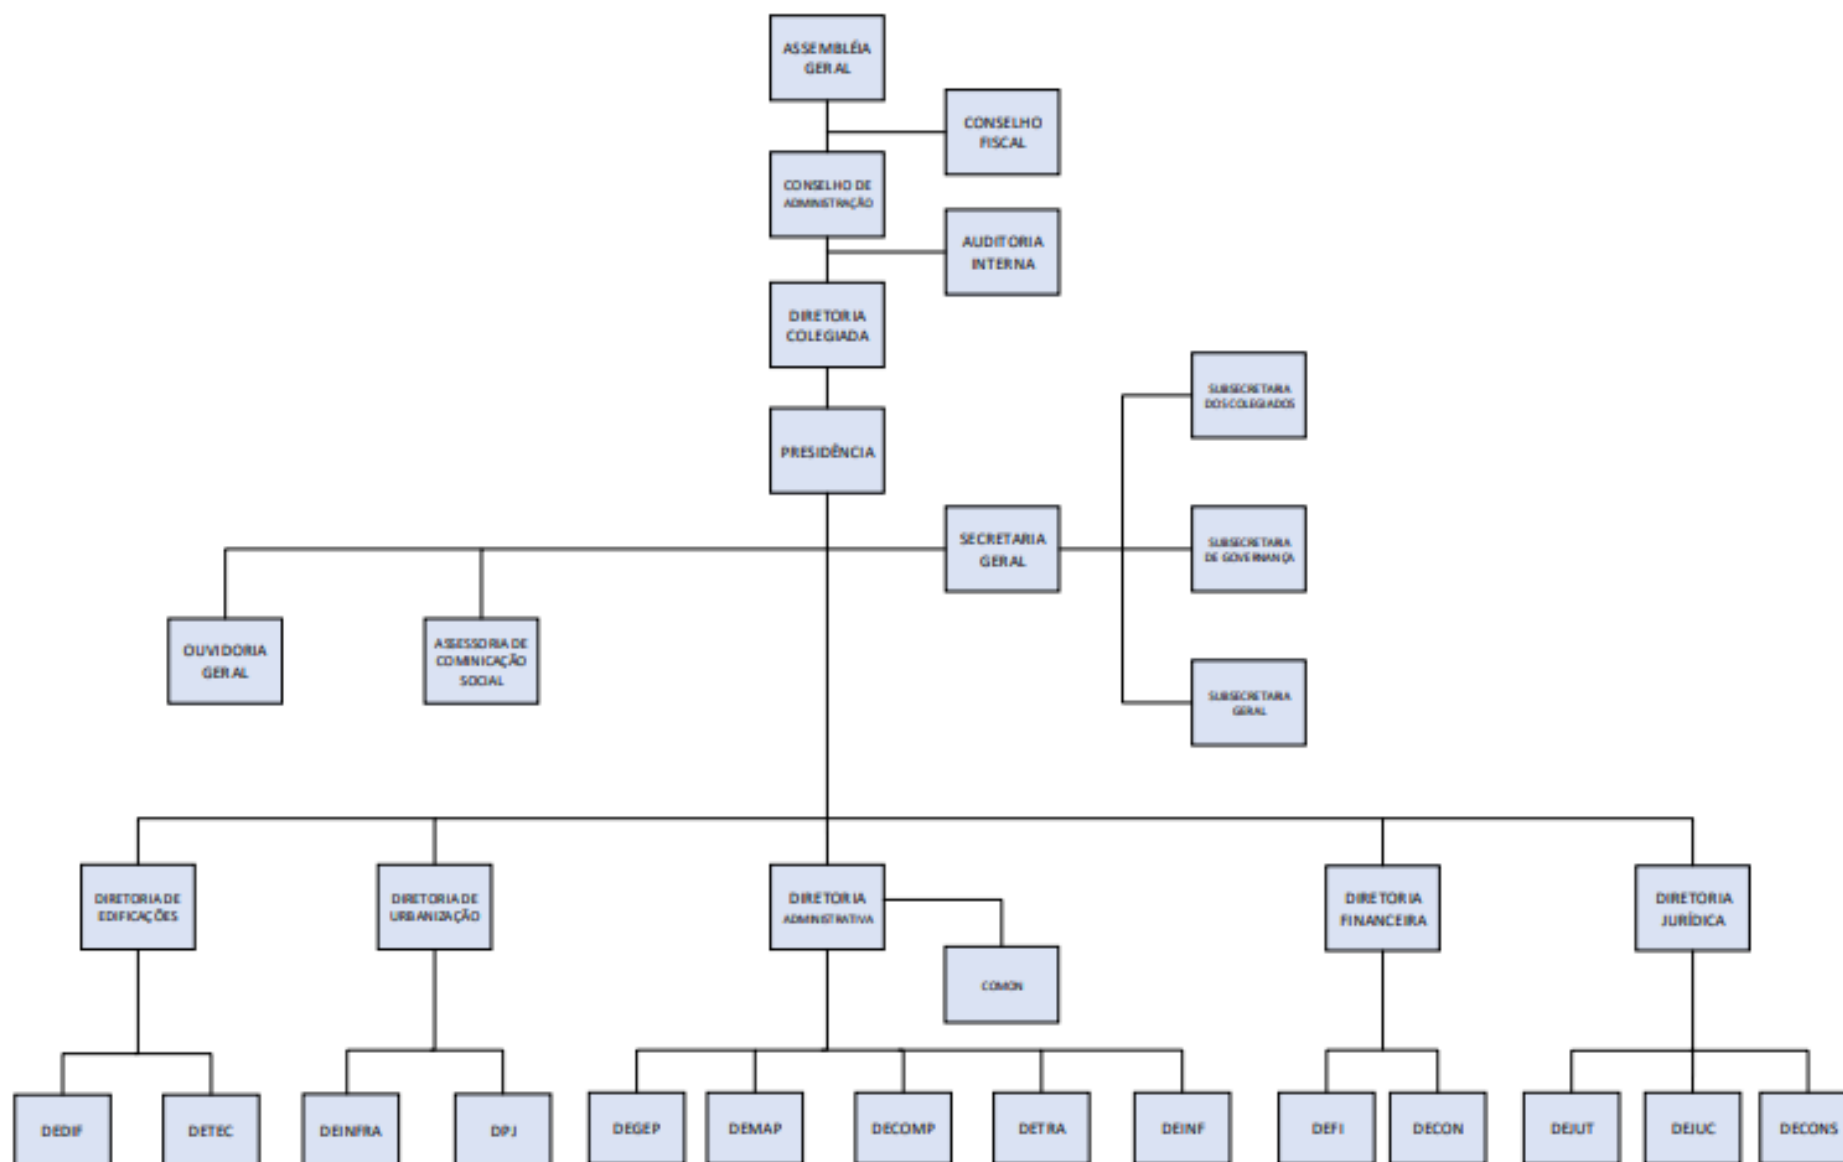 ASSEMBLÉIA
GERAL
CONSELHO
FISCAL
CONSELHO DE
ADMINISTRAÇÃO
AUDITORIA
INTERNA
DIRETORIA
COLEGIADA
SUBSECRETARIA
DOS COLEGIADOS
PRESIDÊNCIA
SECRETARIA
GERAL
SUBSECRETARIA
DE GOVERNANÇA
OUVIDORIA
GERAL
ASSESSORIA DE
COMINICAÇÃO
SOCIAL
SUBSECRETARIA
GERAL
DIRETORIA DE
EDIFICAÇÕES
DIRETORIA DE
URBANIZAÇÃO
DIRETORIA
ADMINISTRATIVA
DIRETORIA
FINANCEIRA
DIRETORIA
JURÍDICA
COMON
DEDIF
DETEC
DEINFRA
DPJ
DEGEP
DEMAP
DECOMP
DETRA
DEINF
DEFI
DECON
DEJUT
DEJUC
DECONS